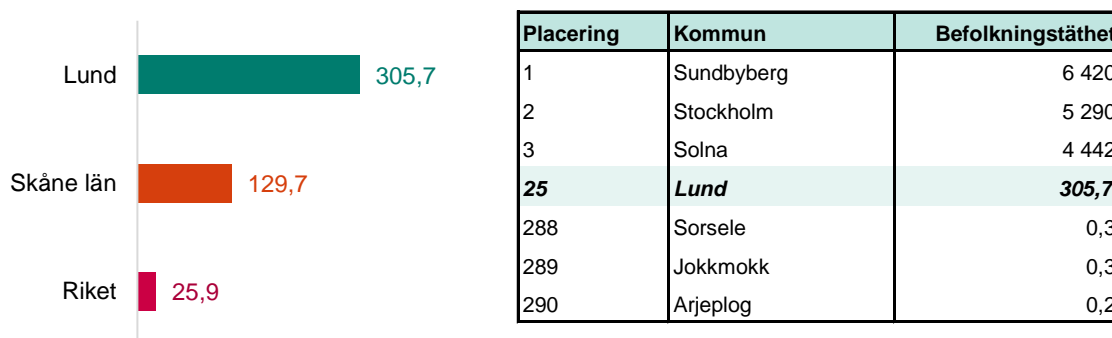 Lund 305,7
Skåne län 129,7
Riket 25,9
Placering Kommun Befolkningstäthet
1 Sundbyberg 6 420
2 Stockholm 5 290
3 Solna 4 442
25 Lund 305,7
288 Sorsele 0,3
289 Jokkmokk 0,3
290 Arjeplog 0,2